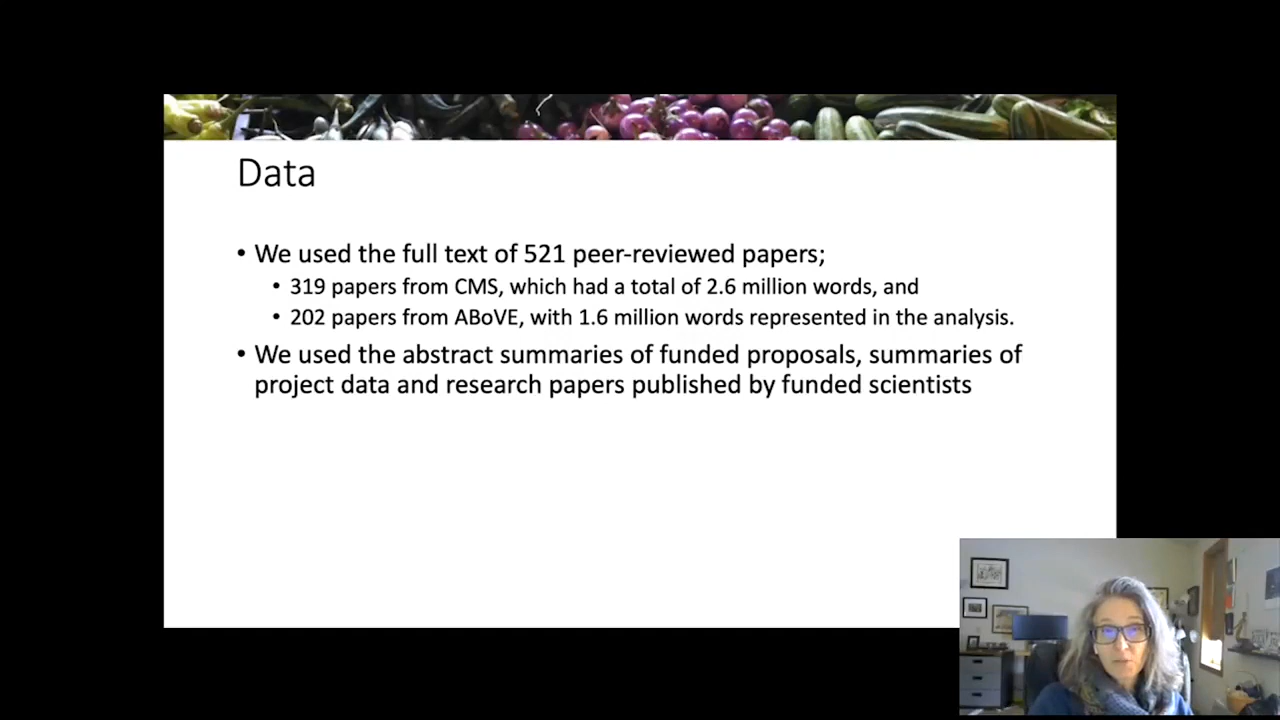 Data
• We used the full text of 521 peer-reviewed papers;
• 319 papers from CMS, which had a total of 2.6 million words, and
• 202 papers from ABoVE, with 1.6 million words represented in the analysis.
• We used the abstract summaries of funded proposals, summaries of
project data and research papers published by funded scientists